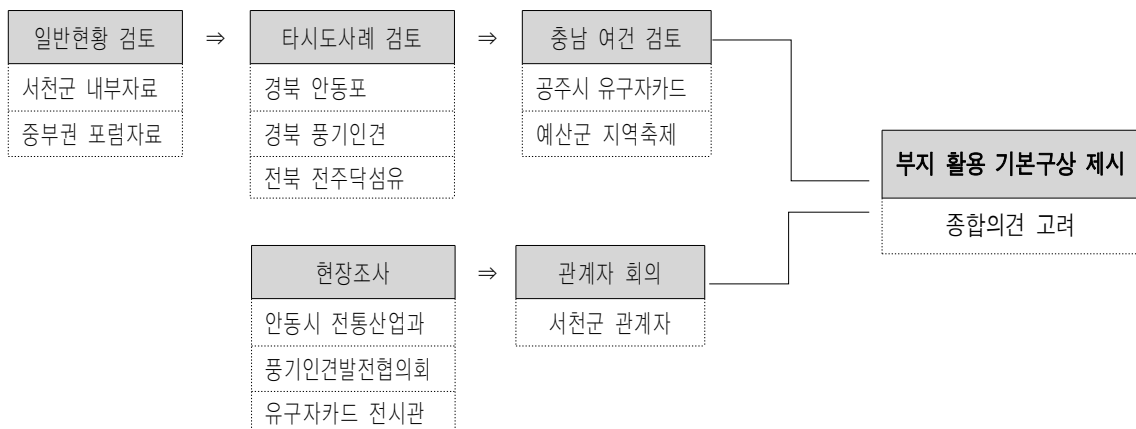 일반현황 검토 ⇒ 타시도사례 검토 ⇒ 충남 여건 검토
서천군 내부자료
중부권 포럼자료
경북 안동포
경북 풍기인견
전북 전주닥섬유
공주시 유구자카드
예산군 지역축제
현장조사 ⇒ 관계자 회의
안동시 전통산업과
풍기인견발전협의회
유구자카드 전시관
서천군 관계자
부지 활용 기본구상 제시
종합의견 고려